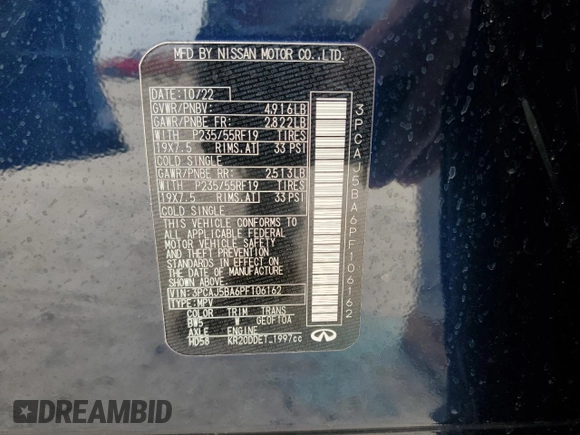 MFD BY NISSAN MOTOR CO.,LTD.
DATE: 10/22
GVWR/PNBV: 4916LB
GAWR/PNBE FR: 2822LB
WITH P235/55RF19 TIRES
19X7.5 RIMS.AT 33 PSI
COLD SINGLE
GAWR/PNBE RR: 2513LB
WITH P235/55RF19 TIRES
19X7.5 RIMS.AT 33 PSI
COLD SINGLE
THIS VEHICLE CONFORMS TO
ALL APPLICABLE FEDERAL
MOTOR VEHICLE SAFETY
AND THEFT PREVENTION
STANDARDS IN EFFECT ON
THE DATE OF MANUFACTURE
SHOWN ABOVE.
VIN:3PCAJ5BA6PF106162
TYPE:MPV
COLOR TRIM TRANS
BW5 W GE0F10A
AXLE ENGINE
MD58 KR20DDET 1997cc
3PCAJ5BA6PF106162
INFINITI
DREAMBID